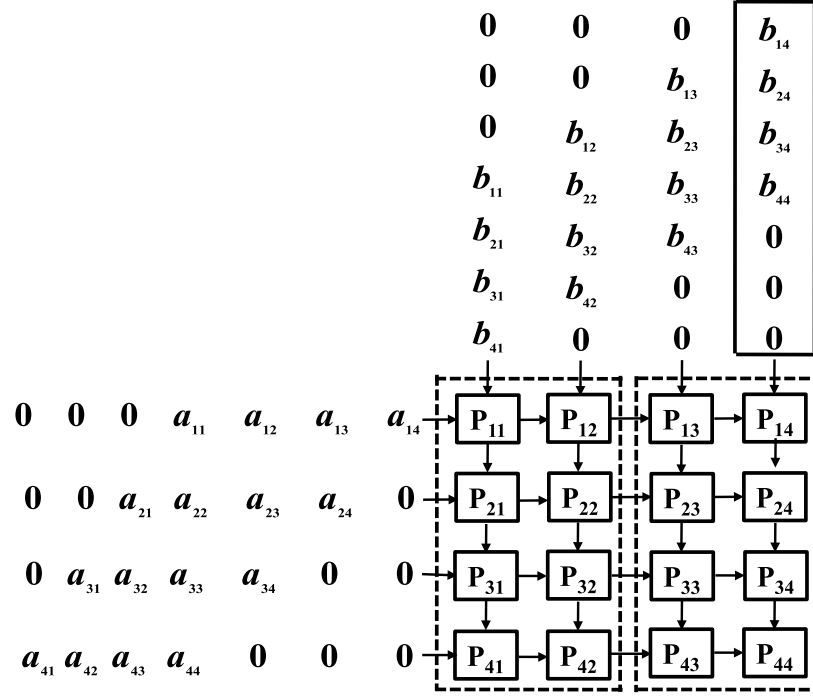 0 0 0 b₁₄
0 0 b₁₃ b₂₄
0 b₁₂ b₂₃ b₃₄
b₁₁ b₂₂ b₃₃ b₄₄
b₂₁ b₃₂ b₄₃ 0
b₃₁ b₄₂ 0 0
b₄₁ 0 0 0
0 0 0 a₁₁ a₁₂ a₁₃ a₁₄ P₁₁ P₁₂ P₁₃ P₁₄
0 0 a₂₁ a₂₂ a₂₃ a₂₄ 0 P₂₁ P₂₂ P₂₃ P₂₄
0 a₃₁ a₃₂ a₃₃ a₃₄ 0 0 P₃₁ P₃₂ P₃₃ P₃₄
a₄₁ a₄₂ a₄₃ a₄₄ 0 0 0 P₄₁ P₄₂ P₄₃ P₄₄